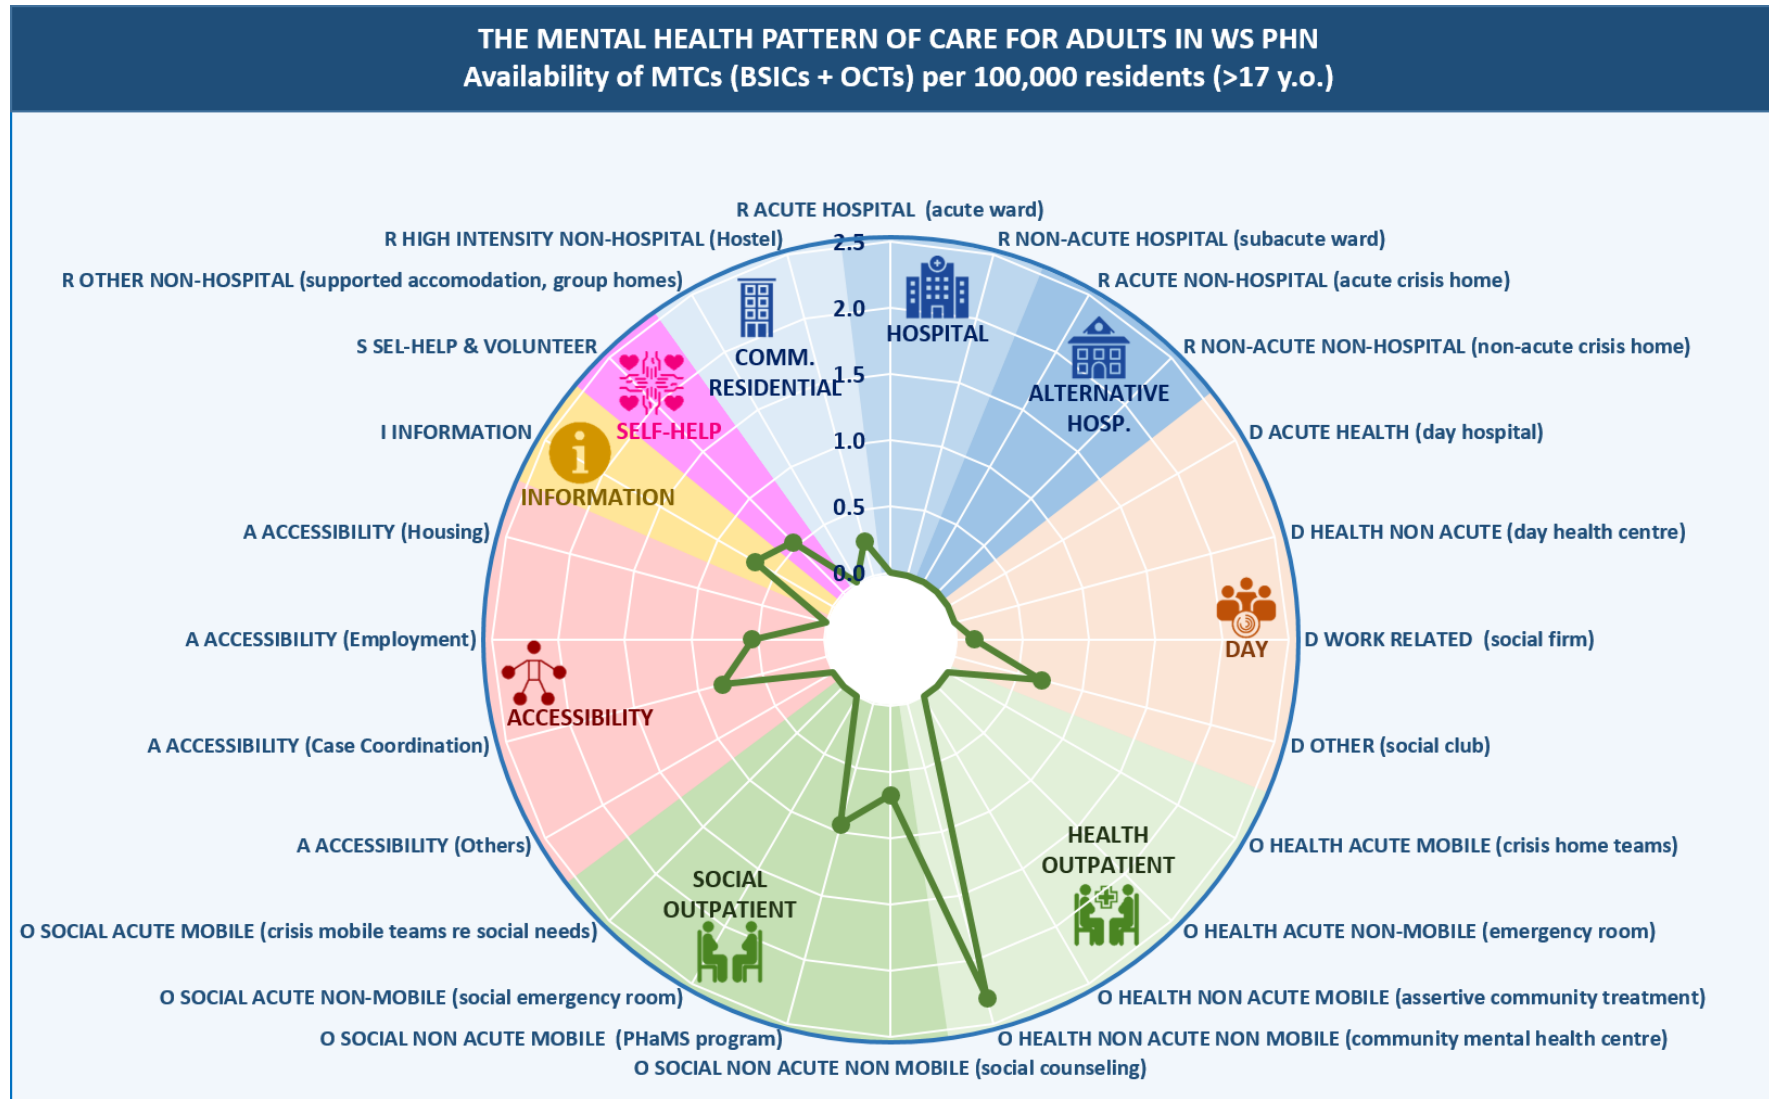 THE MENTAL HEALTH PATTERN OF CARE FOR ADULTS IN WS PHN
Availability of MTCs (BSICs + OCTs) per 100,000 residents (>17 y.o.)
R ACUTE HOSPITAL (acute ward)
R HIGH INTENSITY NON-HOSPITAL (Hostel)
2.5
R NON-ACUTE HOSPITAL (subacute ward)
R OTHER NON-HOSPITAL (supported accomodation, group homes)
R ACUTE NON-HOSPITAL (acute crisis home)
2.0
HOSPITAL
S SEL-HELP & VOLUNTEER
COMM.
RESIDENTIAL
1.5
ALTERNATIVE
HOSP.
R NON-ACUTE NON-HOSPITAL (non-acute crisis home)
I INFORMATION
SELF-HELP
1.0
D ACUTE HEALTH (day hospital)
i
INFORMATION
0.5
A ACCESSIBILITY (Housing)
D HEALTH NON ACUTE (day health centre)
0.0
A ACCESSIBILITY (Employment)
DAY
D WORK RELATED (social firm)
ACCESSIBILITY
A ACCESSIBILITY (Case Coordination)
D OTHER (social club)
A ACCESSIBILITY (Others)
HEALTH
OUTPATIENT
O HEALTH ACUTE MOBILE (crisis home teams)
SOCIAL
OUTPATIENT
O SOCIAL ACUTE MOBILE (crisis mobile teams re social needs)
O HEALTH ACUTE NON-MOBILE (emergency room)
O SOCIAL ACUTE NON-MOBILE (social emergency room)
O HEALTH NON ACUTE MOBILE (assertive community treatment)
O SOCIAL NON ACUTE MOBILE (PHaMS program)
O HEALTH NON ACUTE NON MOBILE (community mental health centre)
O SOCIAL NON ACUTE NON MOBILE (social counseling)